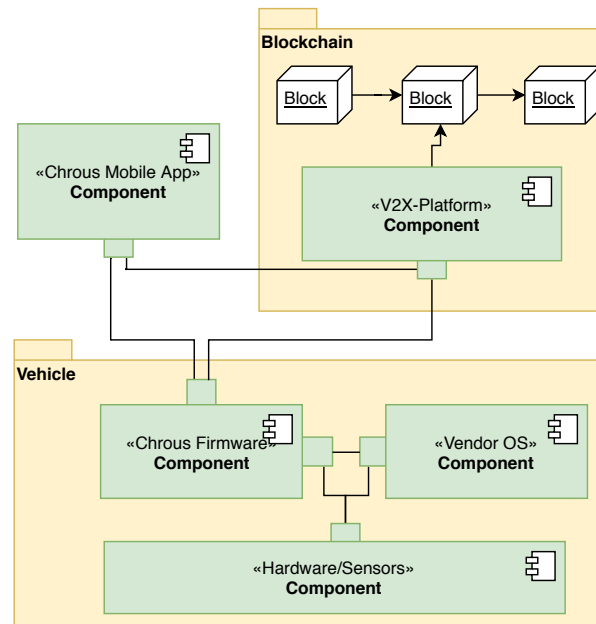 Blockchain
Block
Block
Block
«Chrous Mobile App»
Component
«V2X-Platform»
Component
Vehicle
«Chrous Firmware»
Component
«Vendor OS»
Component
«Hardware/Sensors»
Component